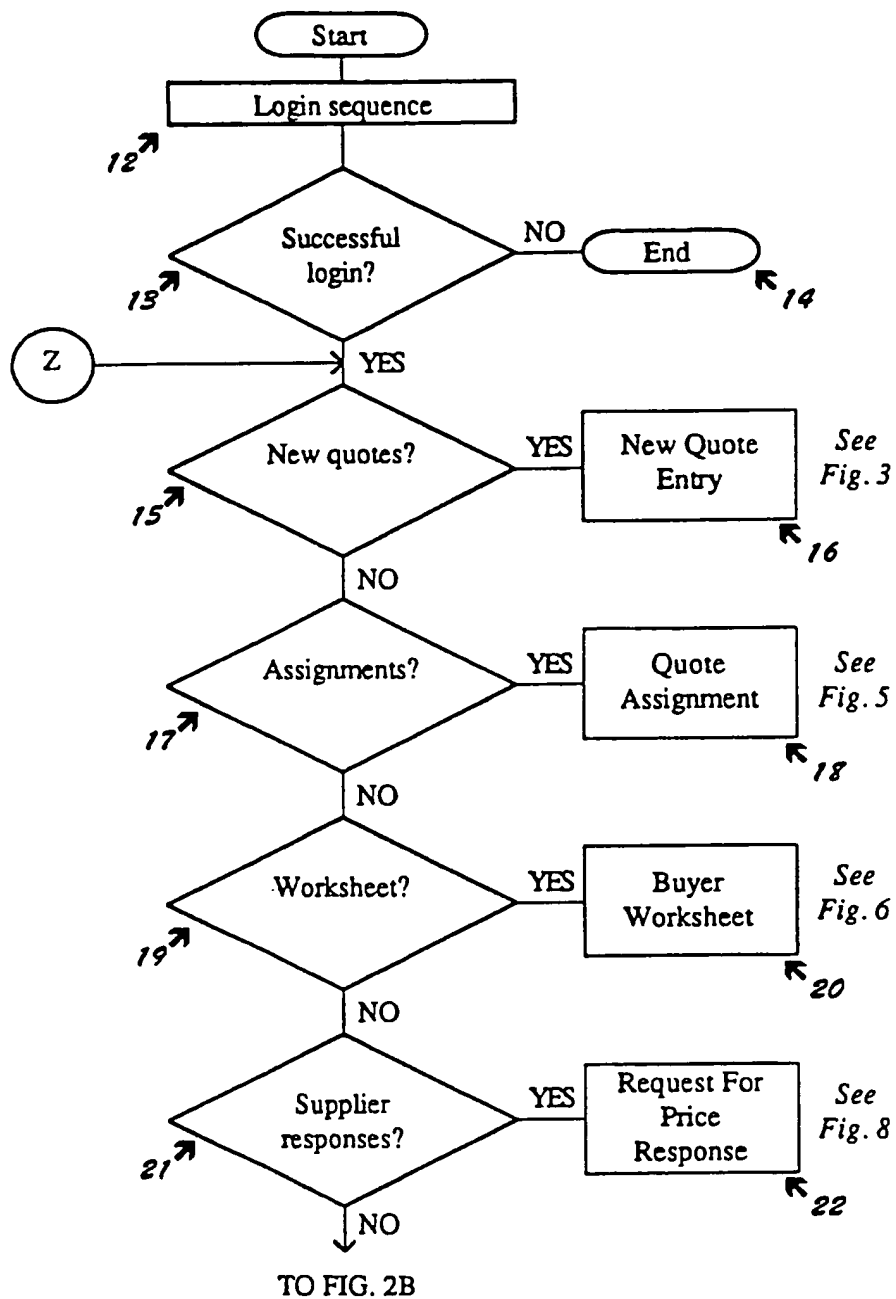 Start
Login sequence
12
Successful
login?
NO
End
13
14
Z
YES
New quotes?
YES
New Quote
Entry
See
Fig. 3
15
16
NO
Assignments?
YES
Quote
Assignment
See
Fig. 5
17
18
NO
Worksheet?
YES
Buyer
Worksheet
See
Fig. 6
19
20
NO
Supplier
responses?
YES
Request For
Price
Response
See
Fig. 8
21
22
NO
TO FIG. 2B